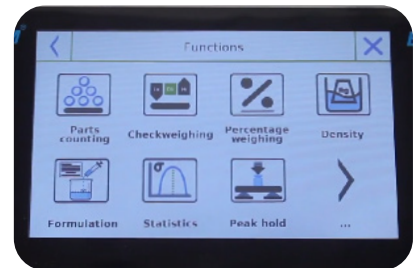 Functions
Parts
counting
Checkweighing
Percentage
weighing
Density
Formulation
Statistics
Peak hold
...